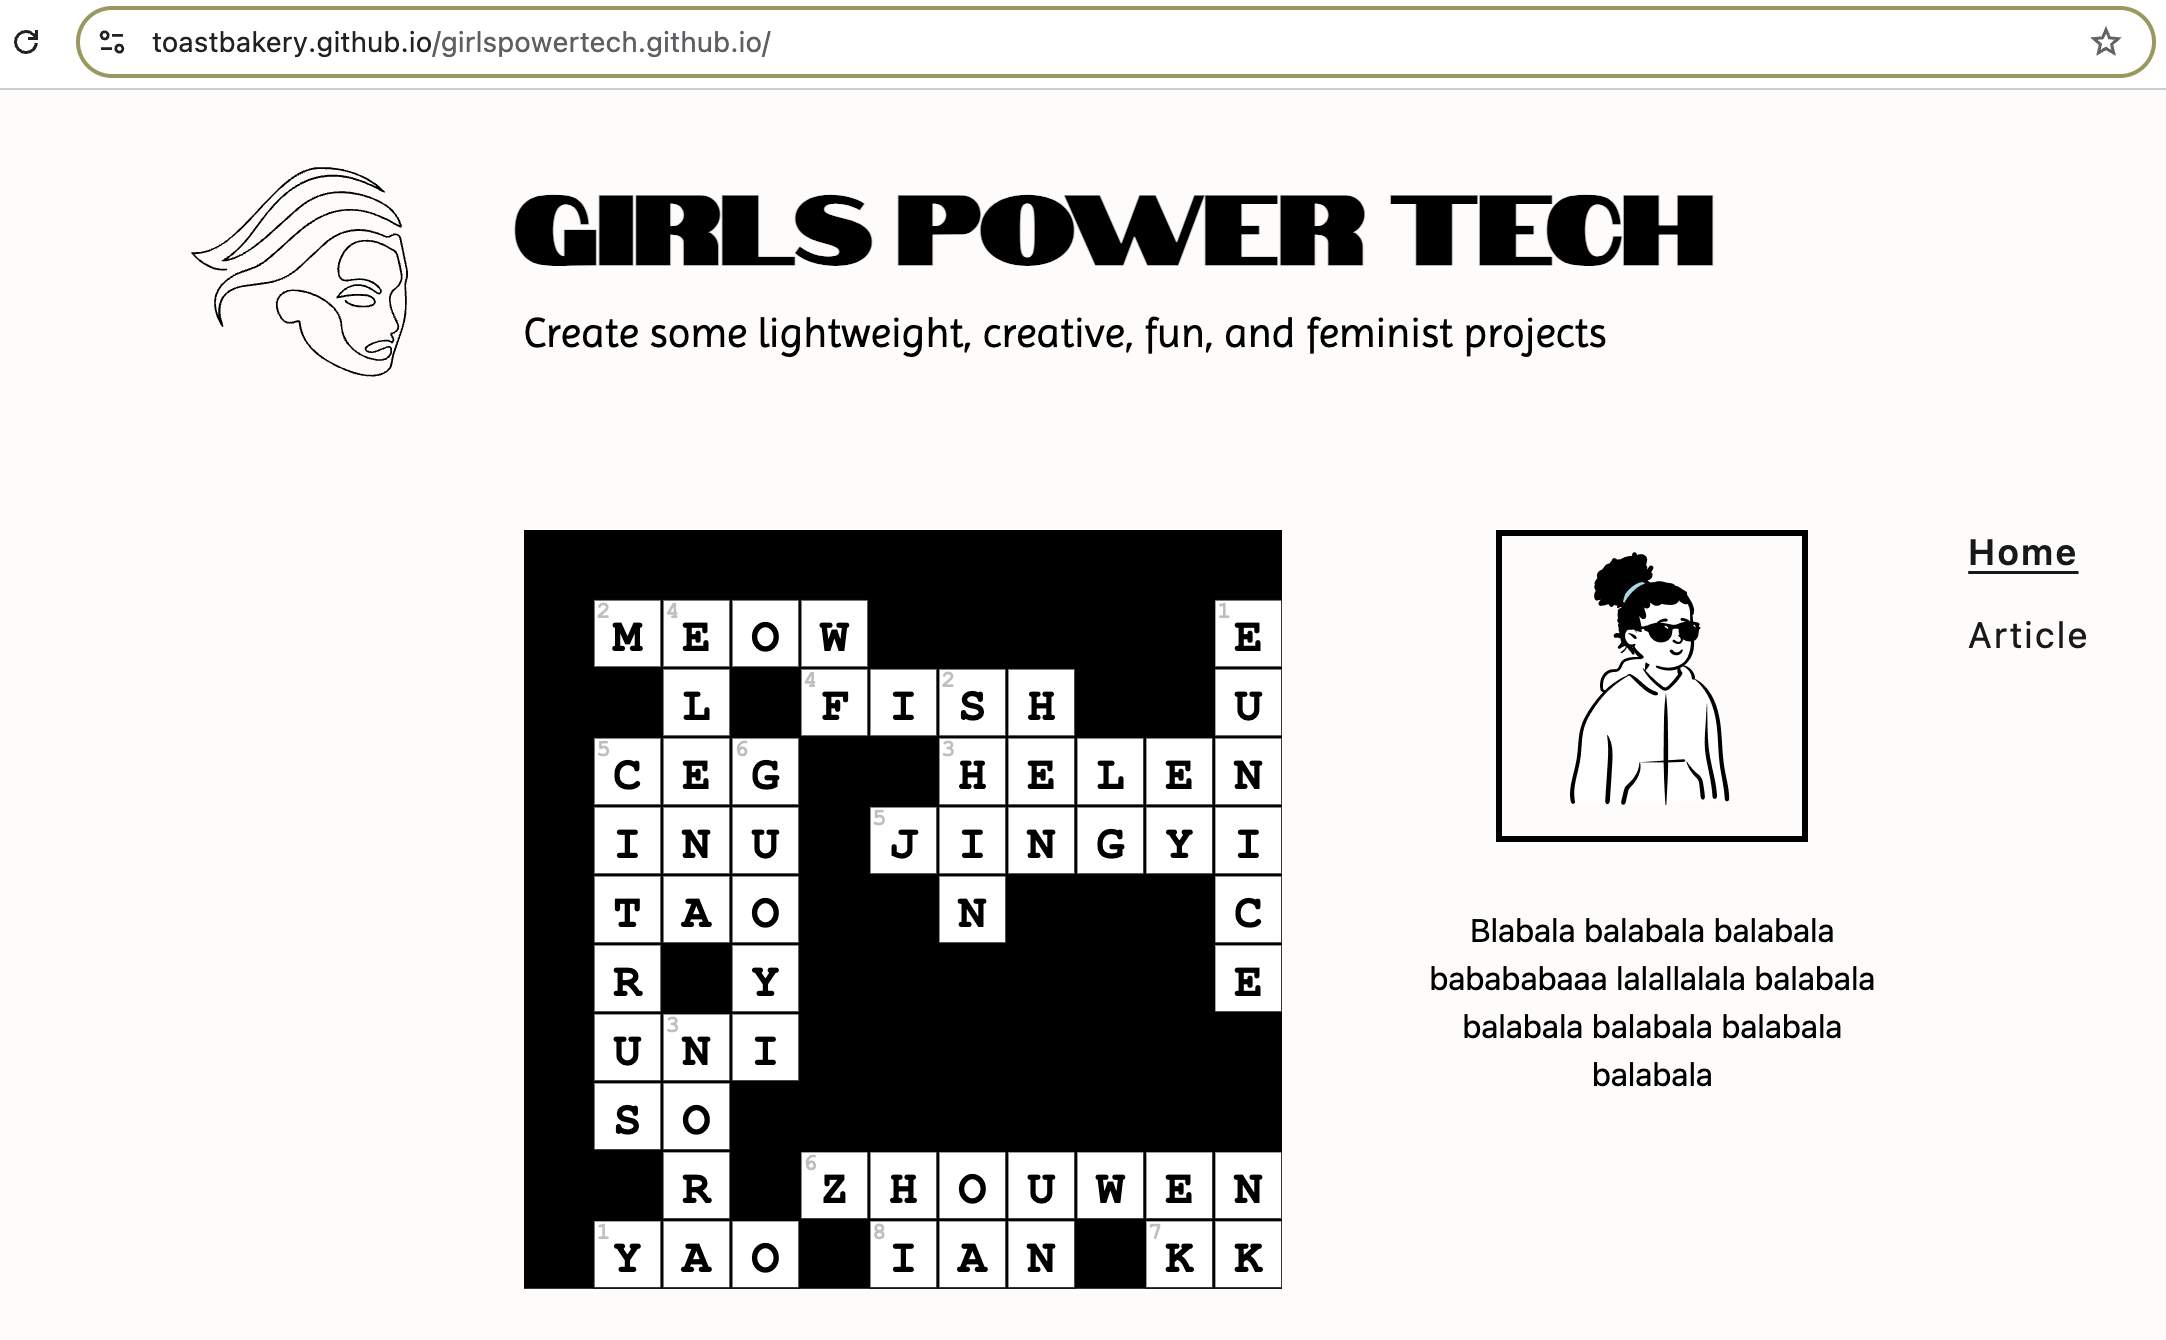 toastbakery.github.io/girlspowertech.github.io/
GIRLS POWER TECH
Create some lightweight, creative, fun, and feminist projects
2 M 4 E O W 1 E
L 4 F I 2 S H U
5 C E 6 G 3 H E L E N
I N U 5 J I N G Y I
T A O N C
R Y E
U 3 N I
S O
R 6 Z H O U W E N
1 Y A O 8 I A N 7 K K
Blabala balabala balabala
babababaaa lalallalala balabala
balabala balabala balabala
balabala
Home
Article